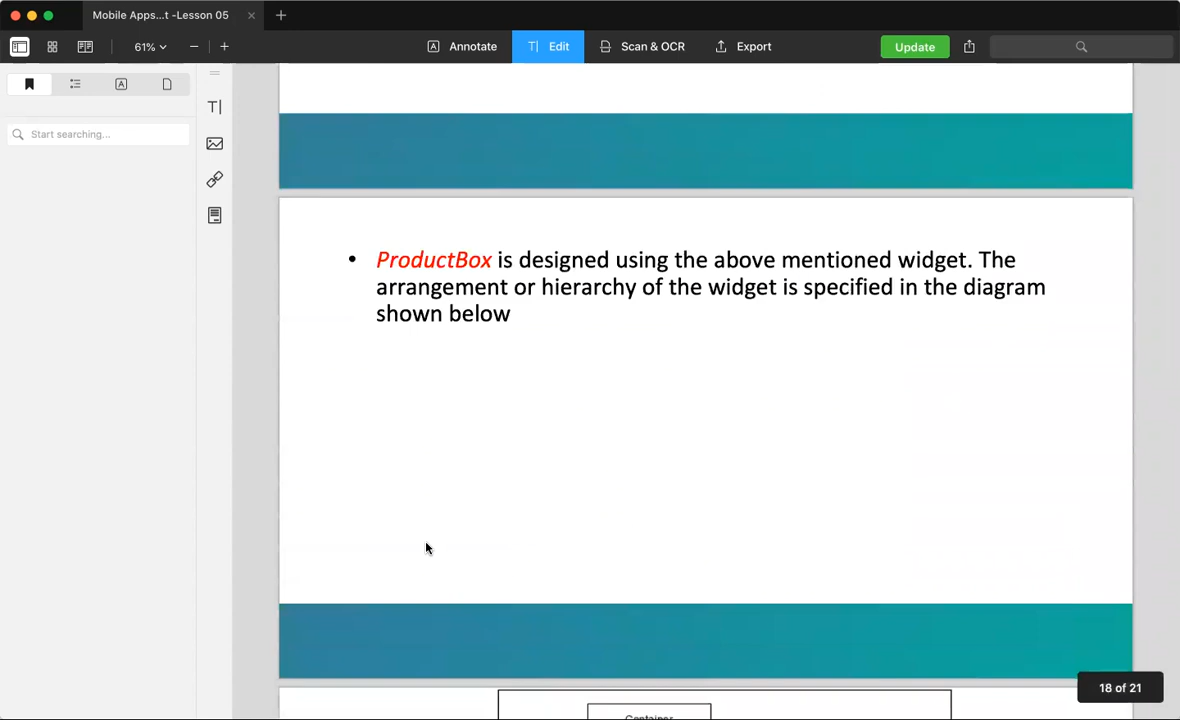 Mobile Apps...t -Lesson 05
61%
Annotate
Edit
Scan & OCR
Export
Update
Start searching...
• ProductBox is designed using the above mentioned widget. The
arrangement or hierarchy of the widget is specified in the diagram
shown below
18 of 21
Container